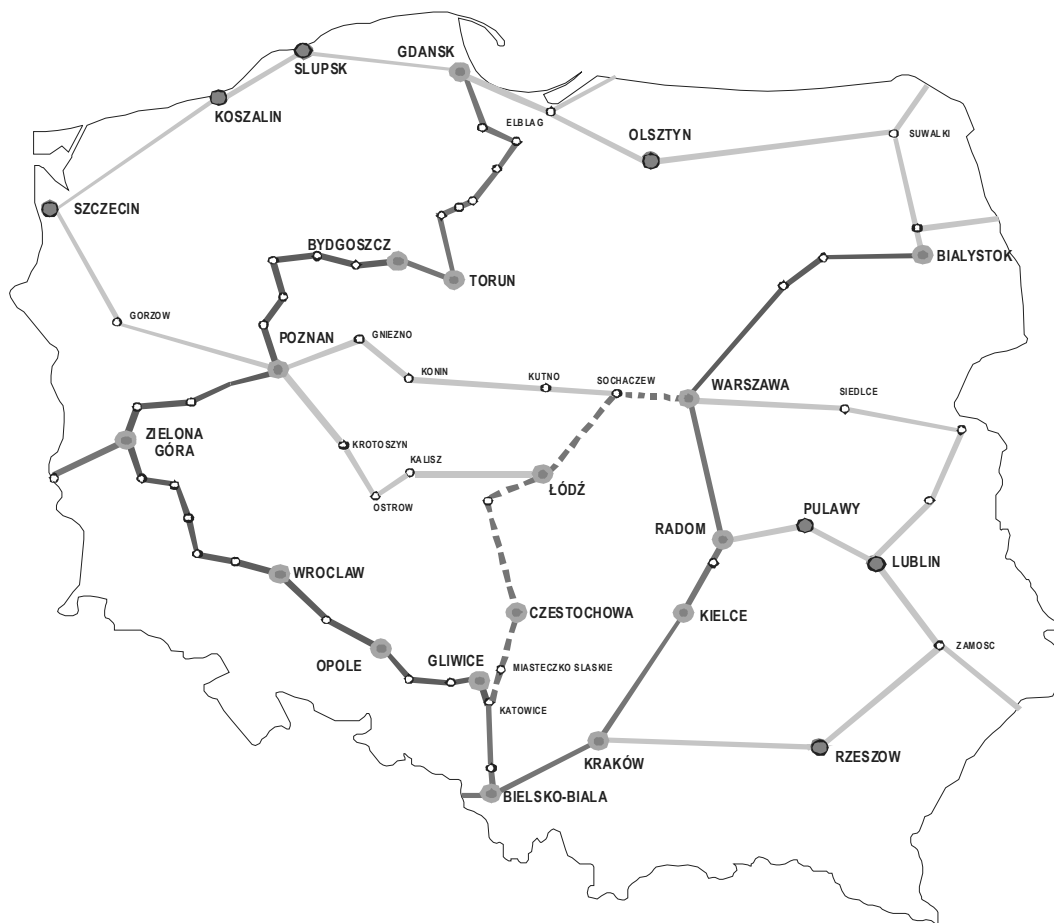 GDANSK
SLUPSK
KOSZALIN
ELBLAG
OLSZTYN
SUWALKI
SZCZECIN
BYDGOSZCZ
BIALYSTOK
TORUN
GORZOW
GNIEZNO
POZNAN
KONIN
KUTNO
SOCHACZEW
WARSZAWA
SIEDLCE
ZIELONA
GÓRA
KROTOSZYN
KALISZ
ŁÓDŹ
OSTROW
PULAWY
RADOM
LUBLIN
WROCLAW
CZESTOCHOWA
KIELCE
ZAMOSC
OPOLE
GLIWICE
MIASTECZKO SLASKIE
KATOWICE
KRAKÓW
RZESZOW
BIELSKO-BIALA